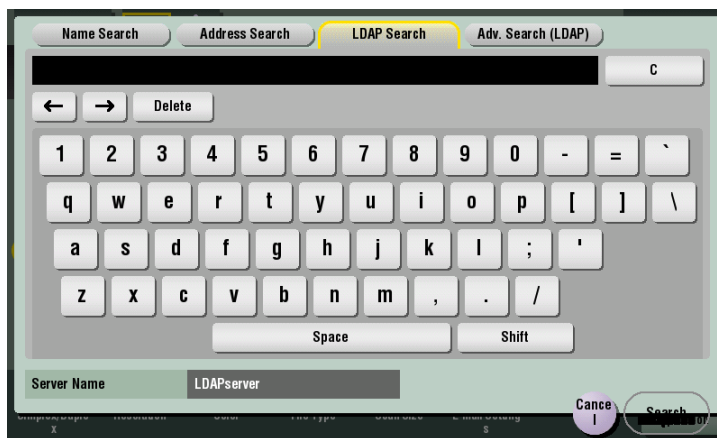 Name Search Address Search LDAP Search Adv. Search (LDAP)
C
← → Delete
1 2 3 4 5 6 7 8 9 0 - = `
q w e r t y u i o p [ ] \
a s d f g h j k l ; '
z x c v b n m , . /
Space Shift
Server Name LDAPserver
Cance
l
Search